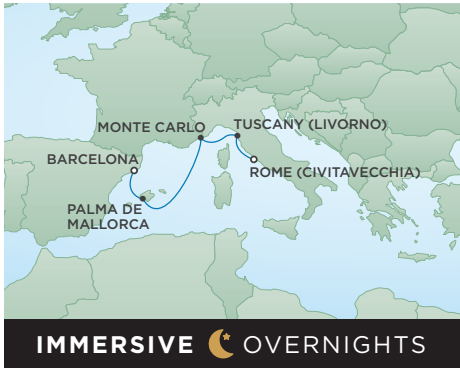 MONTE CARLO
TUSCANY (LIVORNO)
BARCELONA
ROME (CIVITAVECCHIA)
PALMA DE
MALLORCA
IMMERSIVE OVERNIGHTS